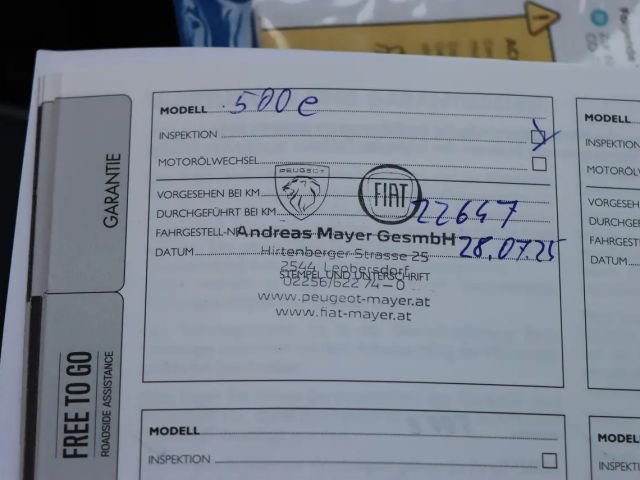 GARANTIE
FREE TO GO
ROADSIDE ASSISTANCE
MODELL 500e
INSPEKTION
MOTORÖLWECHSEL
PEUGEOT
FIAT
VORGESEHEN BEI KM
DURCHGEFÜHRT BEI KM 22647
Andreas Mayer GesmbH
FAHRGESTELL-NR
DATUM 28.07.25
Hirtenberger Strasse 25
2544 Leobersdorf
STEMPEL UND UNTERSCHRIFT
02256/622 74-0
www.peugeot-mayer.at
www.fiat-mayer.at
MODELL
INSPEKTION
MODELL
INSPEKTION
MOTORÖLW
VORGESEH
DURCHGEF
FAHRGEST
DATUM
MODELL
INSPEKTION